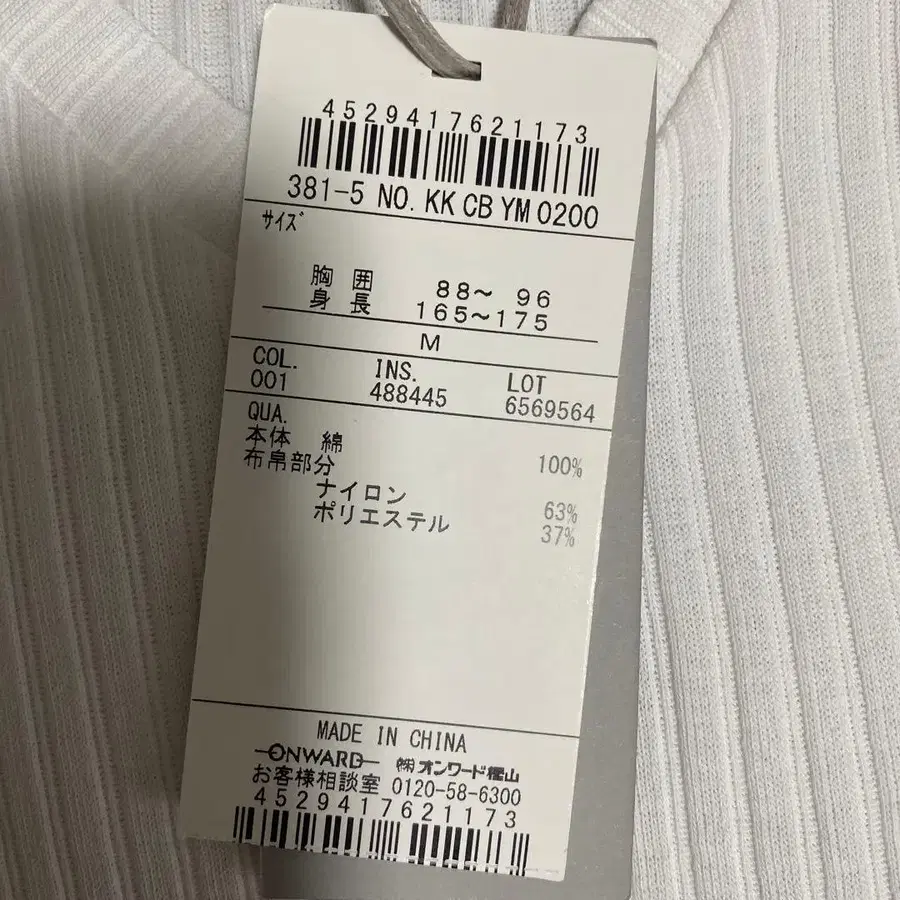 4529417621173
381-5 NO. KK CB YM 0200
サイズ
胸 囲 88～ 96
身 長 165～175
M
COL. INS. LOT
001 488445 6569564
QUA.
本体 綿 100%
布帛部分
ナイロン 63%
ポリエステル 37%
MADE IN CHINA
ONWARD ㈱オンワード樫山
お客様相談室 0120-58-6300
4529417621173